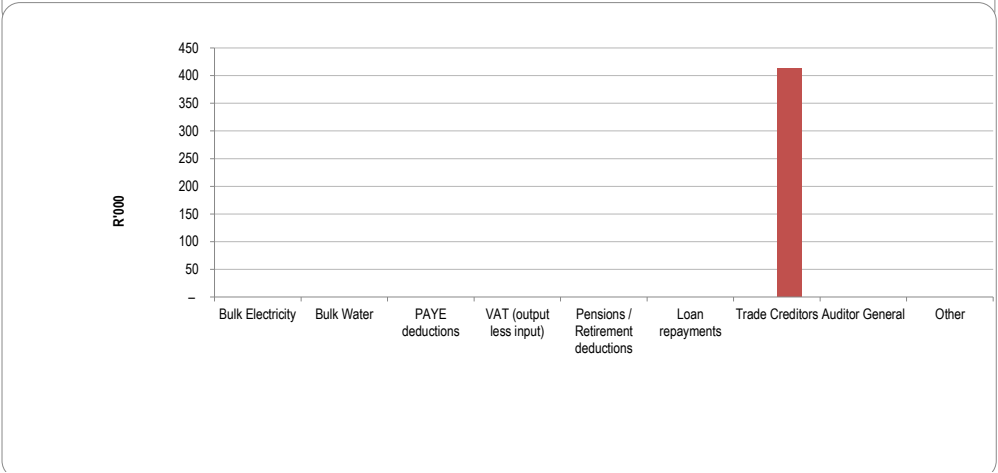 450
400
350
300
250
200
150
100
50
–
R'000
Bulk Electricity
Bulk Water
PAYE
deductions
VAT (output
less input)
Pensions /
Retirement
deductions
Loan
repayments
Trade Creditors
Auditor General
Other